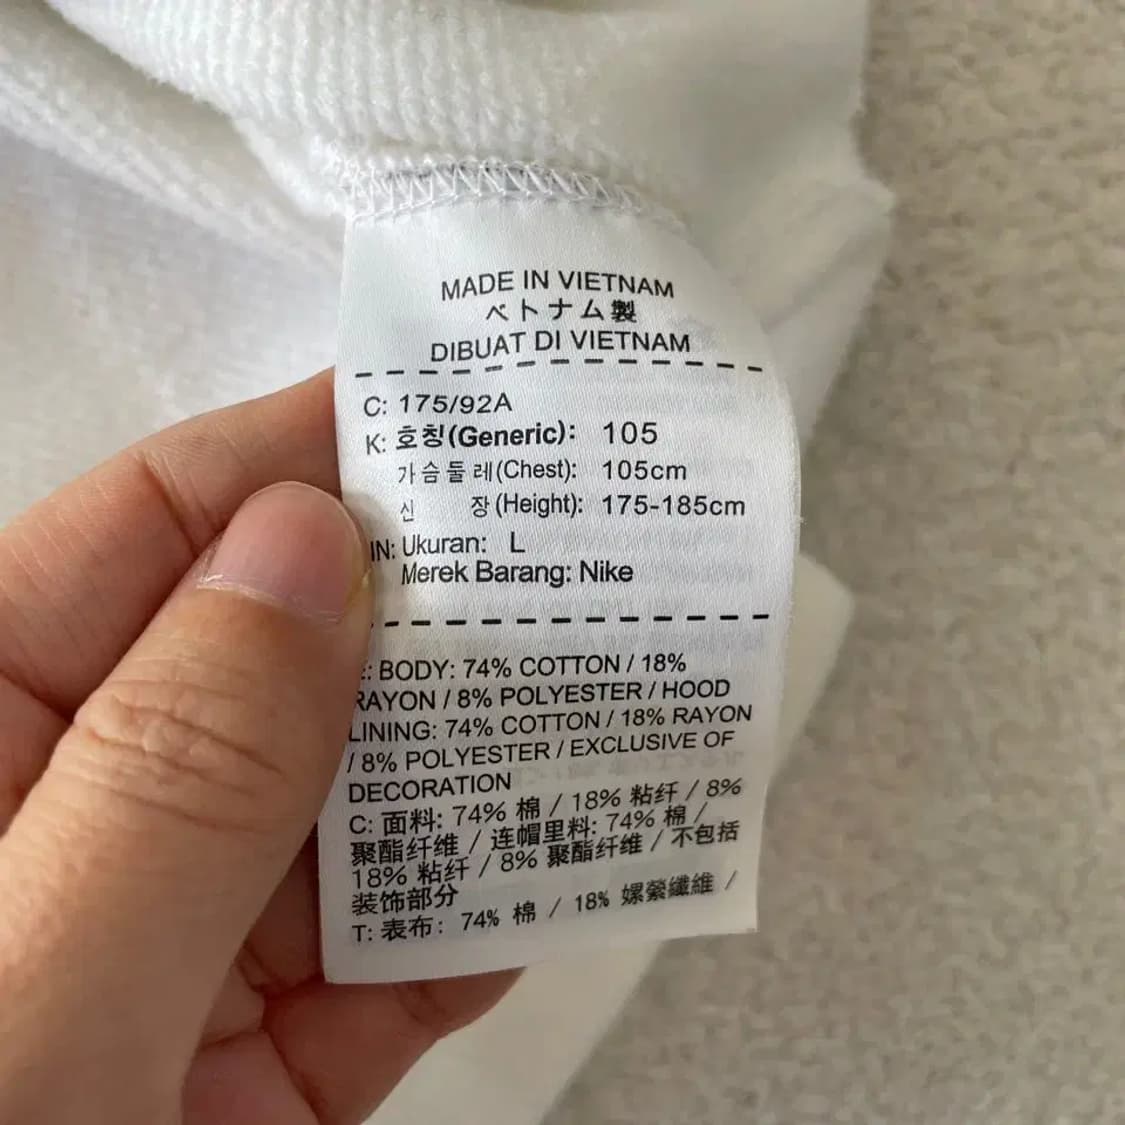 MADE IN VIETNAM
ベトナム製
DIBUAT DI VIETNAM
C: 175/92A
K: 호칭(Generic): 105
가슴둘레(Chest): 105cm
신 장(Height): 175-185cm
IN: Ukuran: L
Merek Barang: Nike
: BODY: 74% COTTON / 18%
RAYON / 8% POLYESTER / HOOD
LINING: 74% COTTON / 18% RAYON
/ 8% POLYESTER / EXCLUSIVE OF
DECORATION
C: 面料: 74% 棉 / 18% 粘纤 / 8%
聚酯纤维 / 连帽里料: 74% 棉 /
18% 粘纤 / 8% 聚酯纤维 / 不包括
装饰部分
T: 表布: 74% 棉 / 18% 嫘縈纖維 /